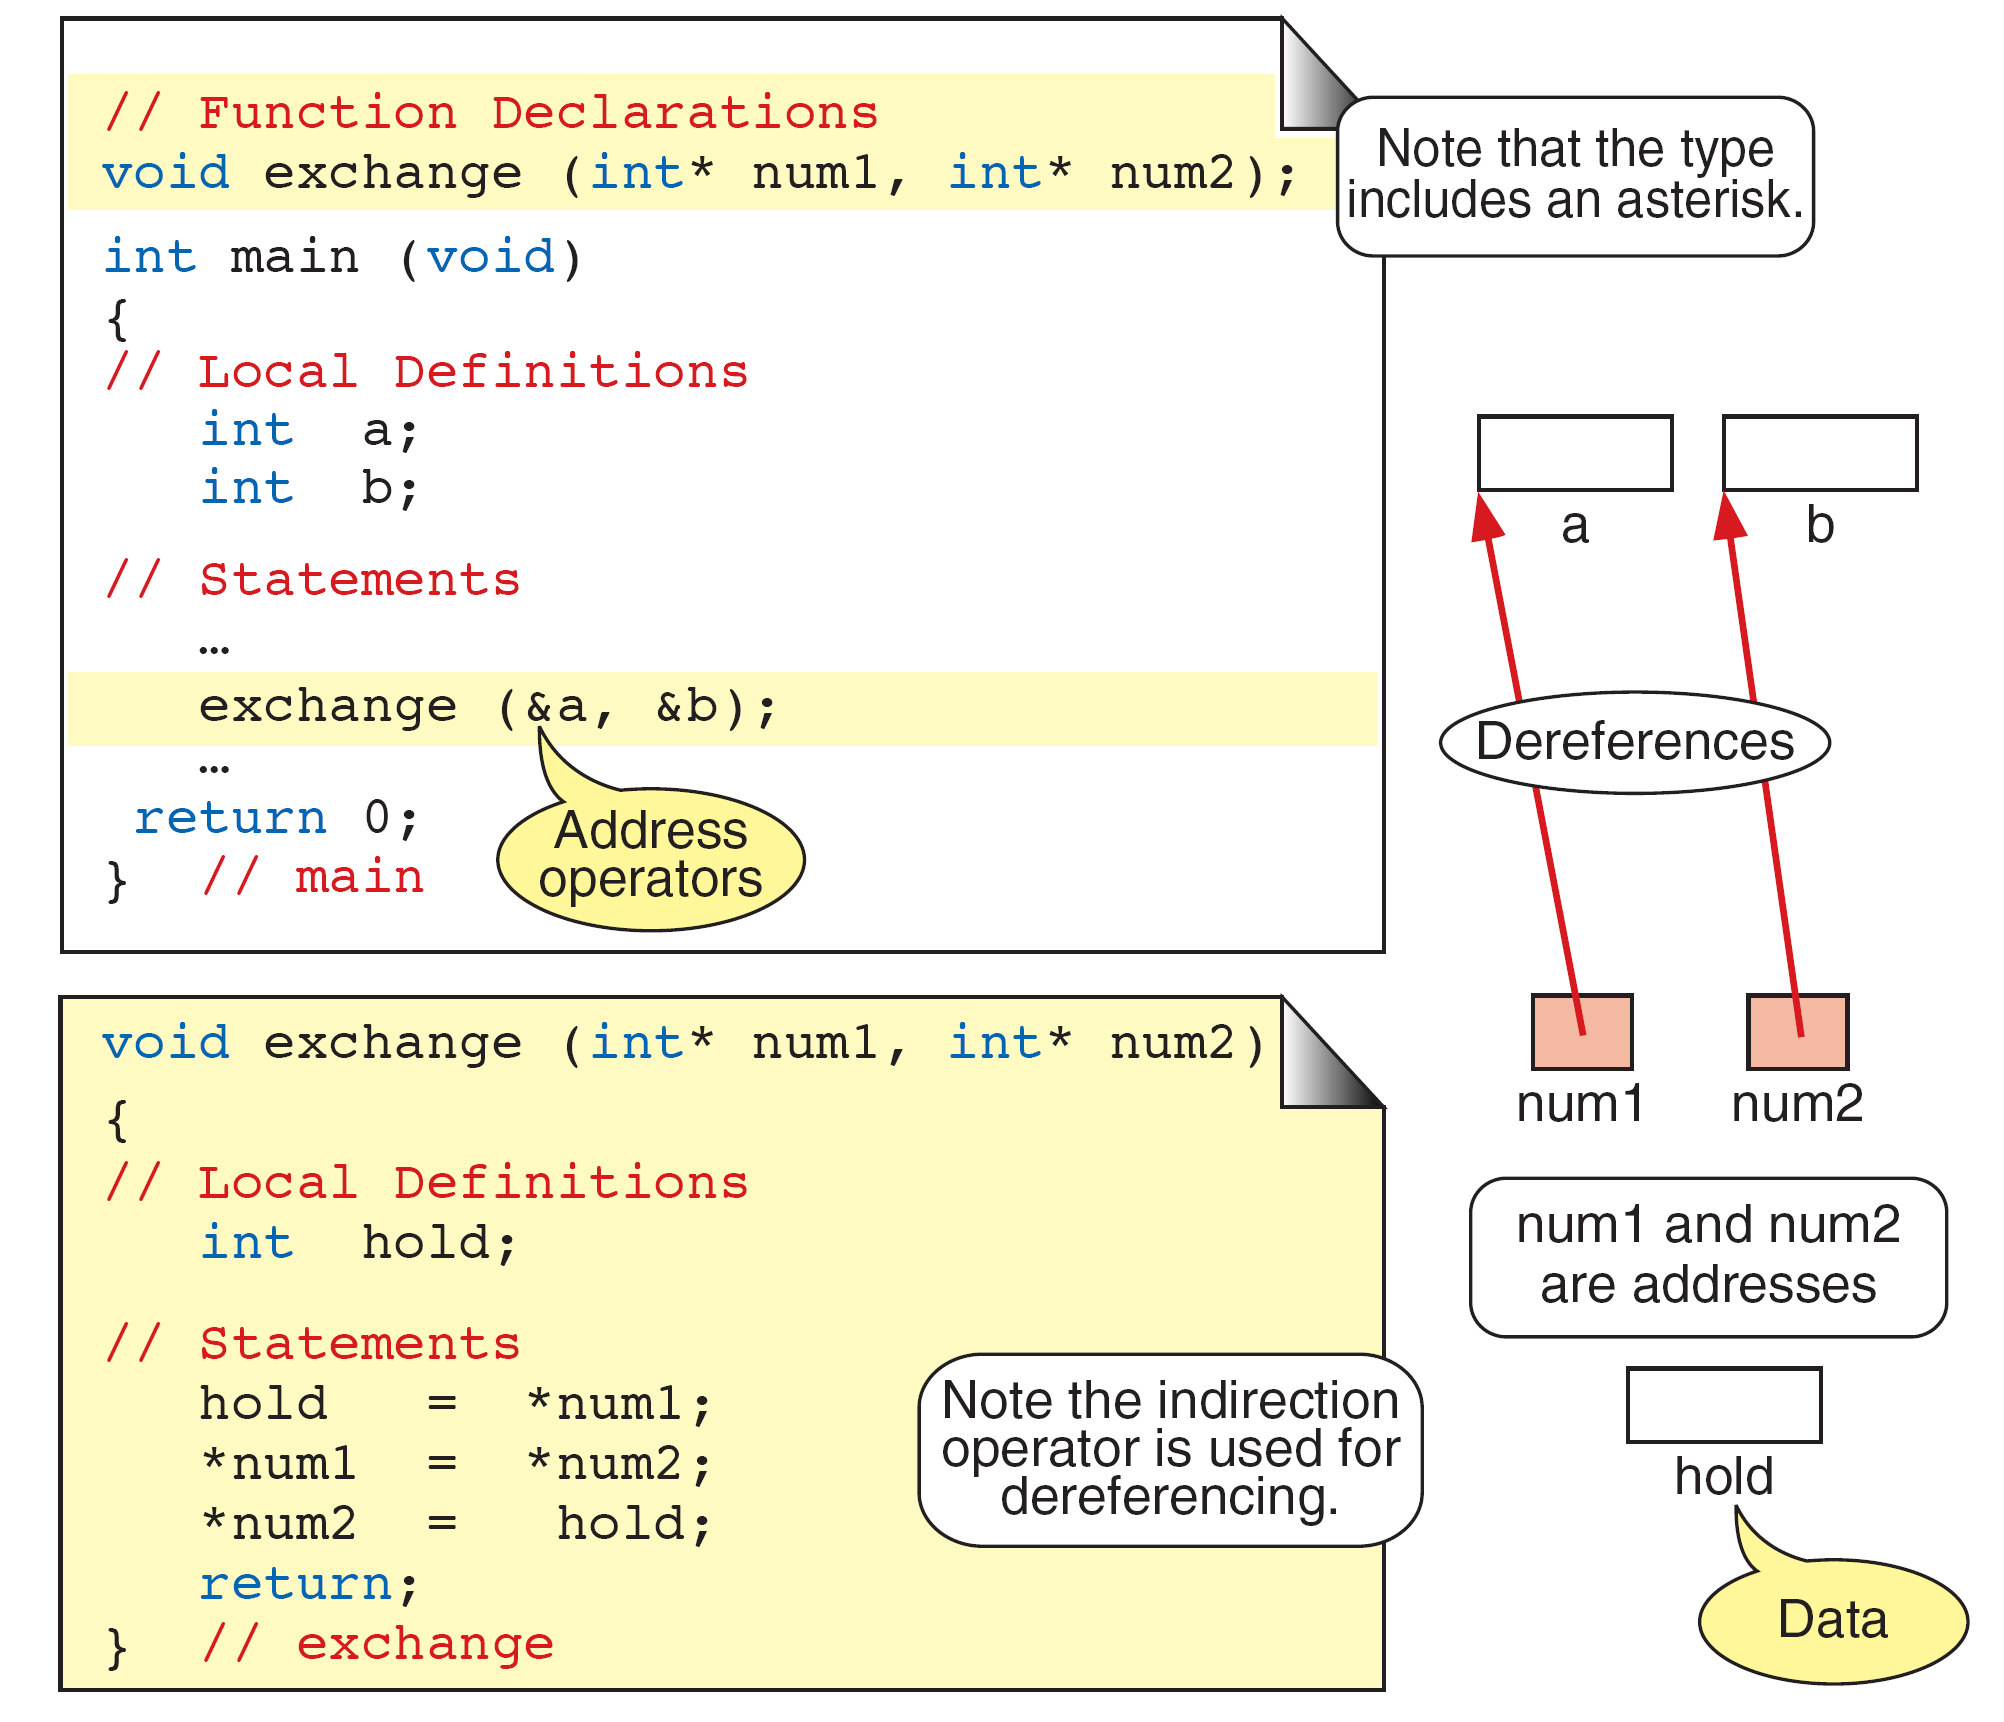 // Function Declarations
void exchange (int* num1, int* num2);
Note that the type
includes an asterisk.
int main (void)
{
// Local Definitions
int a;
int b;
a
b
// Statements
…
exchange (&a, &b);
…
Address
operators
return 0;
} // main
Dereferences
void exchange (int* num1, int* num2)
{
// Local Definitions
int hold;
// Statements
hold = *num1;
*num1 = *num2;
*num2 = hold;
return;
} // exchange
Note the indirection
operator is used for
dereferencing.
num1
num2
num1 and num2
are addresses
hold
Data